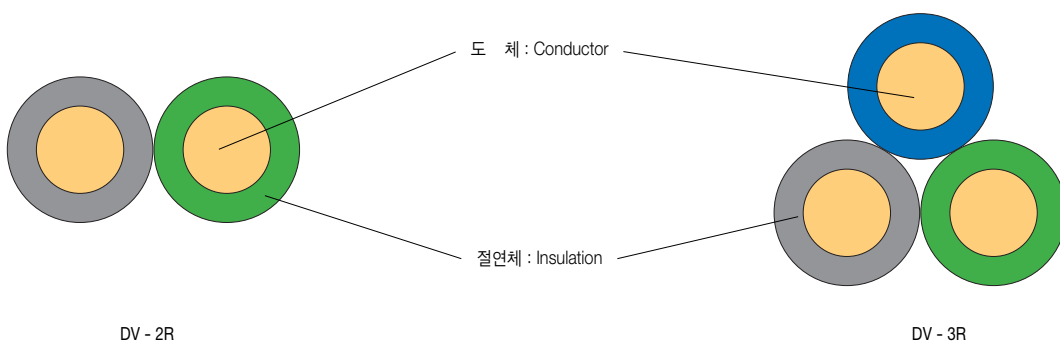 도 체 : Conductor
절연체 : Insulation
DV - 2R
DV - 3R